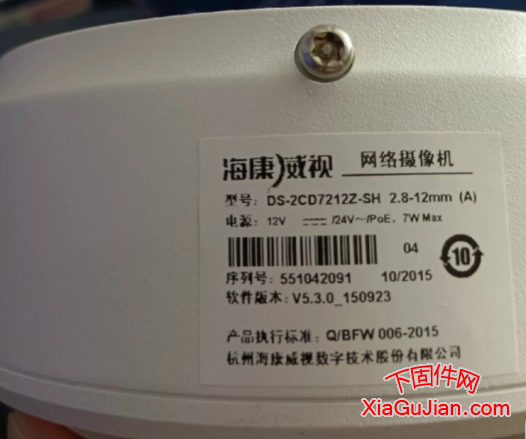 海康威视 网络摄像机
型号: DS-2CD7212Z-SH 2.8-12mm (A)
电源: 12V ⎓ /24V～/PoE, 7W Max
04
10
序列号: 551042091 10/2015
软件版本: V5.3.0_150923
产品执行标准: Q/BFW 006-2015
杭州海康威视数字技术股份有限公司
下固件网
XiaGuJian.com